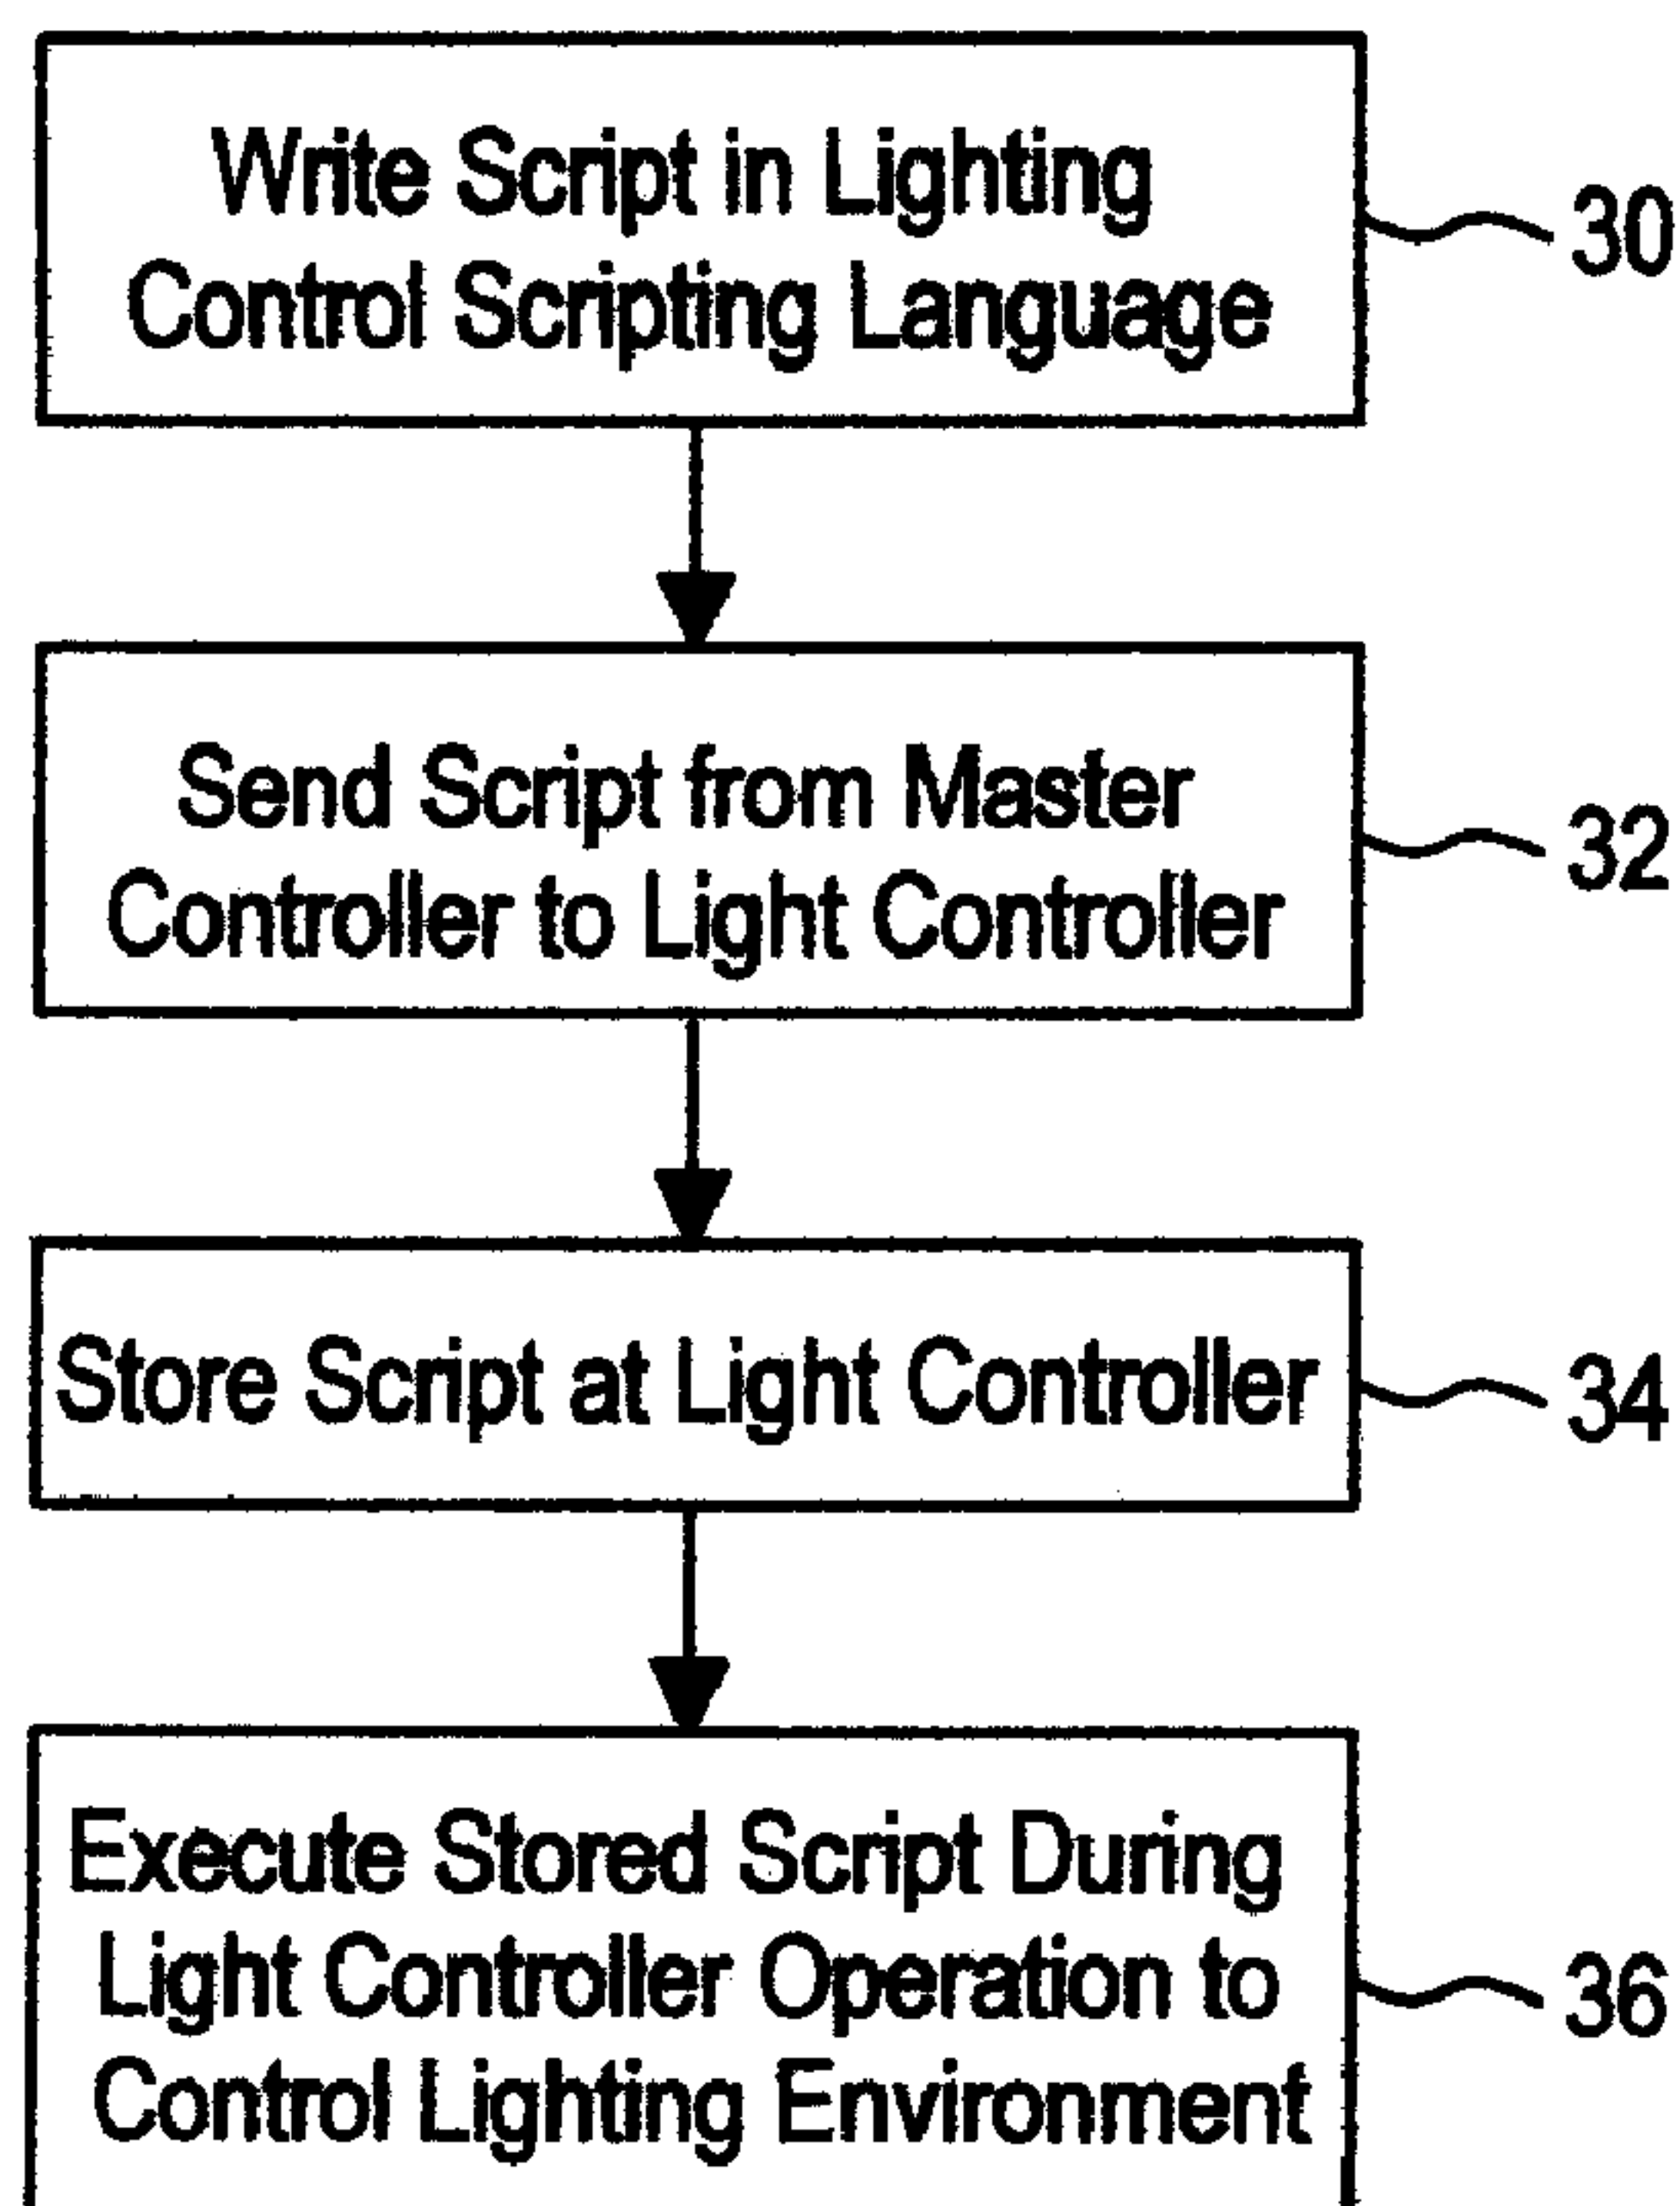 Write Script in Lighting
Control Scripting Language
30
Send Script from Master
Controller to Light Controller
32
Store Script at Light Controller
34
Execute Stored Script During
Light Controller Operation to
Control Lighting Environment
36